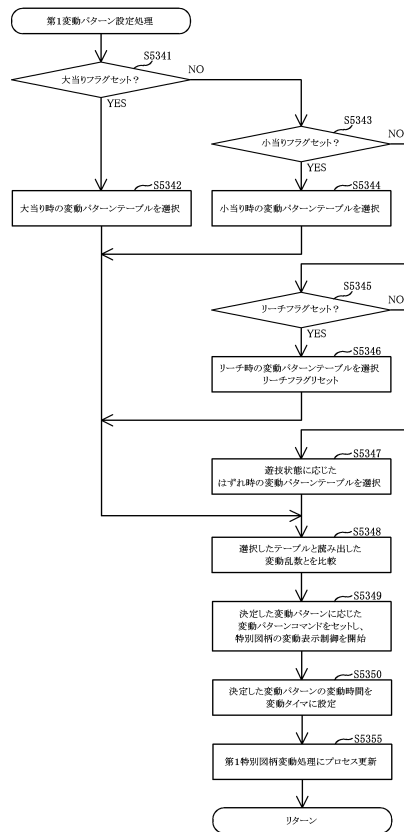 第1変動パターン設定処理
S5341
大当りフラグセット?
NO
YES
S5343
小当りフラグセット?
NO
YES
S5342
大当り時の変動パターンテーブルを選択
S5344
小当り時の変動パターンテーブルを選択
S5345
リーチフラグセット?
NO
YES
S5346
リーチ時の変動パターンテーブルを選択
リーチフラグリセット
S5347
遊技状態に応じた
はずれ時の変動パターンテーブルを選択
S5348
選択したテーブルと読み出した
変動乱数とを比較
S5349
決定した変動パターンに応じた
変動パターンコマンドをセットし、
特別図柄の変動表示制御を開始
S5350
決定した変動パターンの変動時間を
変動タイマに設定
S5355
第1特別図柄変動処理にプロセス更新
リターン